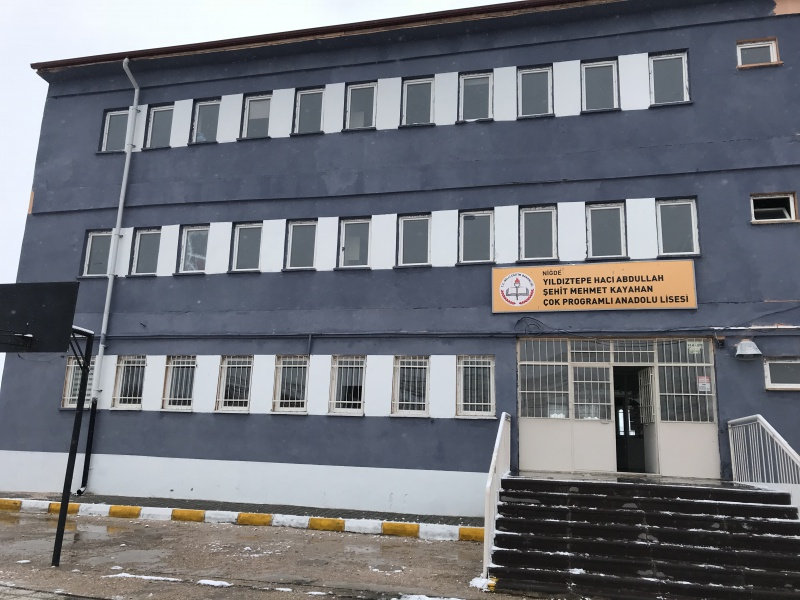 NİĞDE
YILDIZTEPE HACI ABDULLAH
ŞEHİT MEHMET KAYAHAN
ÇOK PROGRAMLI ANADOLU LİSESİ